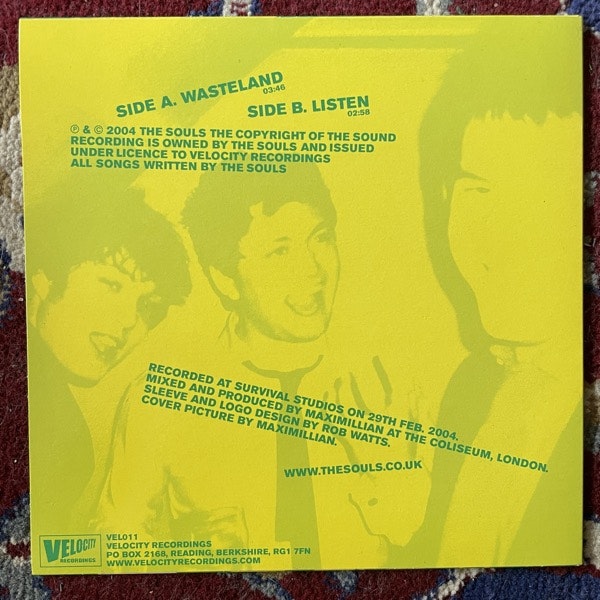 SIDE A. WASTELAND
03:46
SIDE B. LISTEN
02:58
℗ & © 2004 THE SOULS THE COPYRIGHT OF THE SOUND
RECORDING IS OWNED BY THE SOULS AND ISSUED
UNDER LICENCE TO VELOCITY RECORDINGS
ALL SONGS WRITTEN BY THE SOULS
RECORDED AT SURVIVAL STUDIOS ON 29TH FEB. 2004.
MIXED AND PRODUCED BY MAXIMILLIAN AT THE COLISEUM, LONDON.
SLEEVE AND LOGO DESIGN BY ROB WATTS.
COVER PICTURE BY MAXIMILLIAN.
WWW.THESOULS.CO.UK
VELOCITY
RECORDINGS
VEL011
VELOCITY RECORDINGS
PO BOX 2168, READING, BERKSHIRE, RG1 7FN
WWW.VELOCITYRECORDINGS.COM